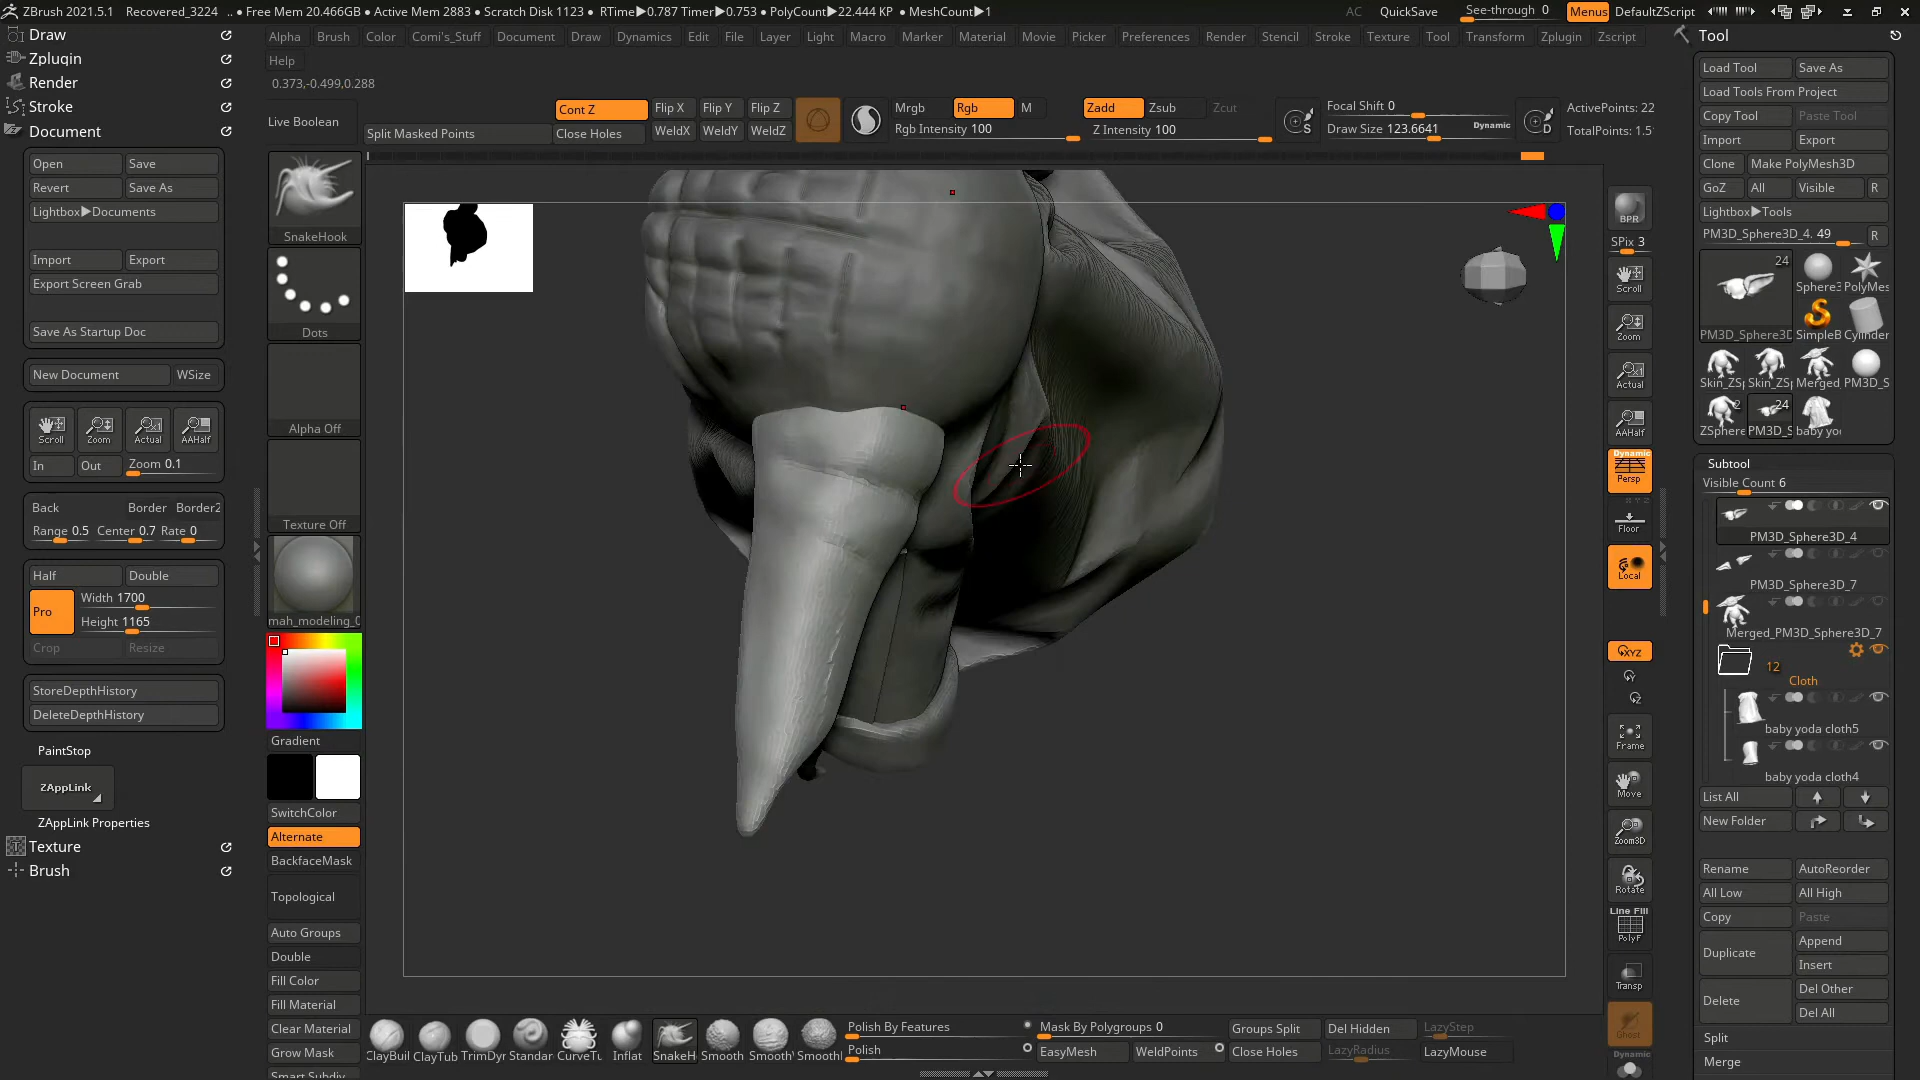 ZBrush 2021.5.1 Recovered_3224 .. • Free Mem 20.466GB • Active Mem 2883 • Scratch Disk 1123 • RTime▶0.787 Timer▶0.753 • PolyCount▶22.444 KP • MeshCount▶1 AC QuickSave See-through 0 Menus DefaultZScript
Alpha Brush Color Comi's_Stuff Document Draw Dynamics Edit File Layer Light Macro Marker Material Movie Picker Preferences Render Stencil Stroke Texture Tool Transform Zplugin Zscript
Help
0.373,-0.499,0.288
Live Boolean
Split Masked Points
Cont Z
Close Holes
Flip X Flip Y Flip Z
WeldX WeldY WeldZ
Mrgb Rgb M
Rgb Intensity 100
Zadd Zsub Zcut
Z Intensity 100
S
Focal Shift 0
Draw Size 123.6641 Dynamic
D
ActivePoints: 22
TotalPoints: 1.5
Draw
Zplugin
Render
Stroke
Document
Open Save
Revert Save As
Lightbox▶Documents
Import Export
Export Screen Grab
Save As Startup Doc
New Document WSize
Scroll Zoom Actual AAHalf
In Out Zoom 0.1
Back Border Border2
Range 0.5 Center 0.7 Rate 0
Half Double
Pro
Width 1700
Height 1165
Crop Resize
StoreDepthHistory
DeleteDepthHistory
PaintStop
ZAppLink
ZAppLink Properties
Texture
Brush
SnakeHook
Dots
Alpha Off
Texture Off
mah_modeling_0
Gradient
SwitchColor
Alternate
BackfaceMask
Topological
Auto Groups
Double
Fill Color
Fill Material
Clear Material
Grow Mask
Smart Subdiv
BPR
SPix 3
Scroll
Zoom
Actual
AAHalf
Dynamic
Persp
Floor
Local
XYZ
Y
Z
Frame
Move
Zoom3D
Rotate
Line Fill
PolyF
Transp
Ghost
Dynamic
ClayBuil ClayTub TrimDyr Standar CurveTu Inflat SnakeH Smooth Smooth Smooth
Polish By Features
Polish
Mask By Polygroups 0
EasyMesh WeldPoints
Groups Split Del Hidden LazyStep
Close Holes LazyRadius LazyMouse
Tool
Load Tool Save As
Load Tools From Project
Copy Tool Paste Tool
Import Export
Clone Make PolyMesh3D
GoZ All Visible R
Lightbox▶Tools
PM3D_Sphere3D_4. 49 R
24
PM3D_Sphere3D Sphere3 PolyMes
SimpleB Cylinder
Skin_ZSp Skin_ZSp Merged PM3D_S
2 24
ZSphere PM3D_S baby yo
Subtool
Visible Count 6
PM3D_Sphere3D_4
PM3D_Sphere3D_7
Merged_PM3D_Sphere3D_7
12
Cloth
baby yoda cloth5
baby yoda cloth4
List All
New Folder
Rename AutoReorder
All Low All High
Copy Paste
Duplicate Append
Insert
Delete Del Other
Del All
Split
Merge